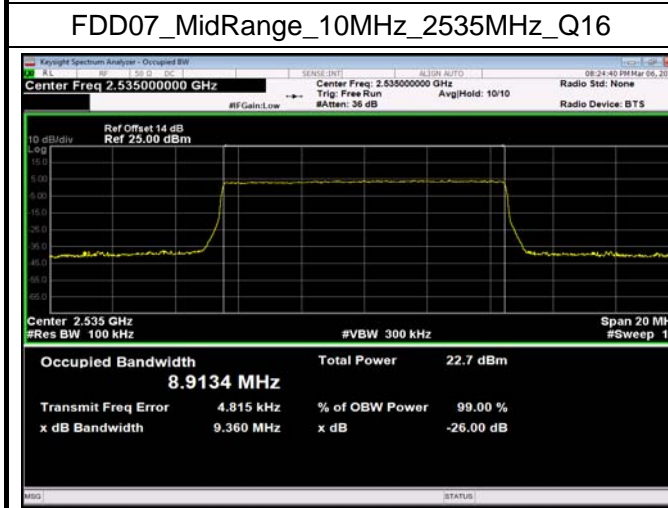 FDD07_MidRange_10MHz_2535MHz_Q16
Keysight Spectrum Analyzer - Occupied BW
RL RF 50 Ω DC SENSE:INT ALIGN AUTO 08:24:40 PM Mar 06, 20
Center Freq 2.535000000 GHz
Center Freq: 2.535000000 GHz
Radio Std: None
Trig: Free Run Avg|Hold: 10/10
#IFGain:Low #Atten: 36 dB Radio Device: BTS
Ref Offset 14 dB
10 dB/div Ref 25.00 dBm
Log
15.0
5.00
-5.00
-15.0
-25.0
-35.0
-45.0
-55.0
-65.0
Center 2.535 GHz Span 20 MH
#Res BW 100 kHz #VBW 300 kHz #Sweep 1
Occupied Bandwidth Total Power 22.7 dBm
8.9134 MHz
Transmit Freq Error 4.815 kHz % of OBW Power 99.00 %
x dB Bandwidth 9.360 MHz x dB -26.00 dB
MSG STATUS